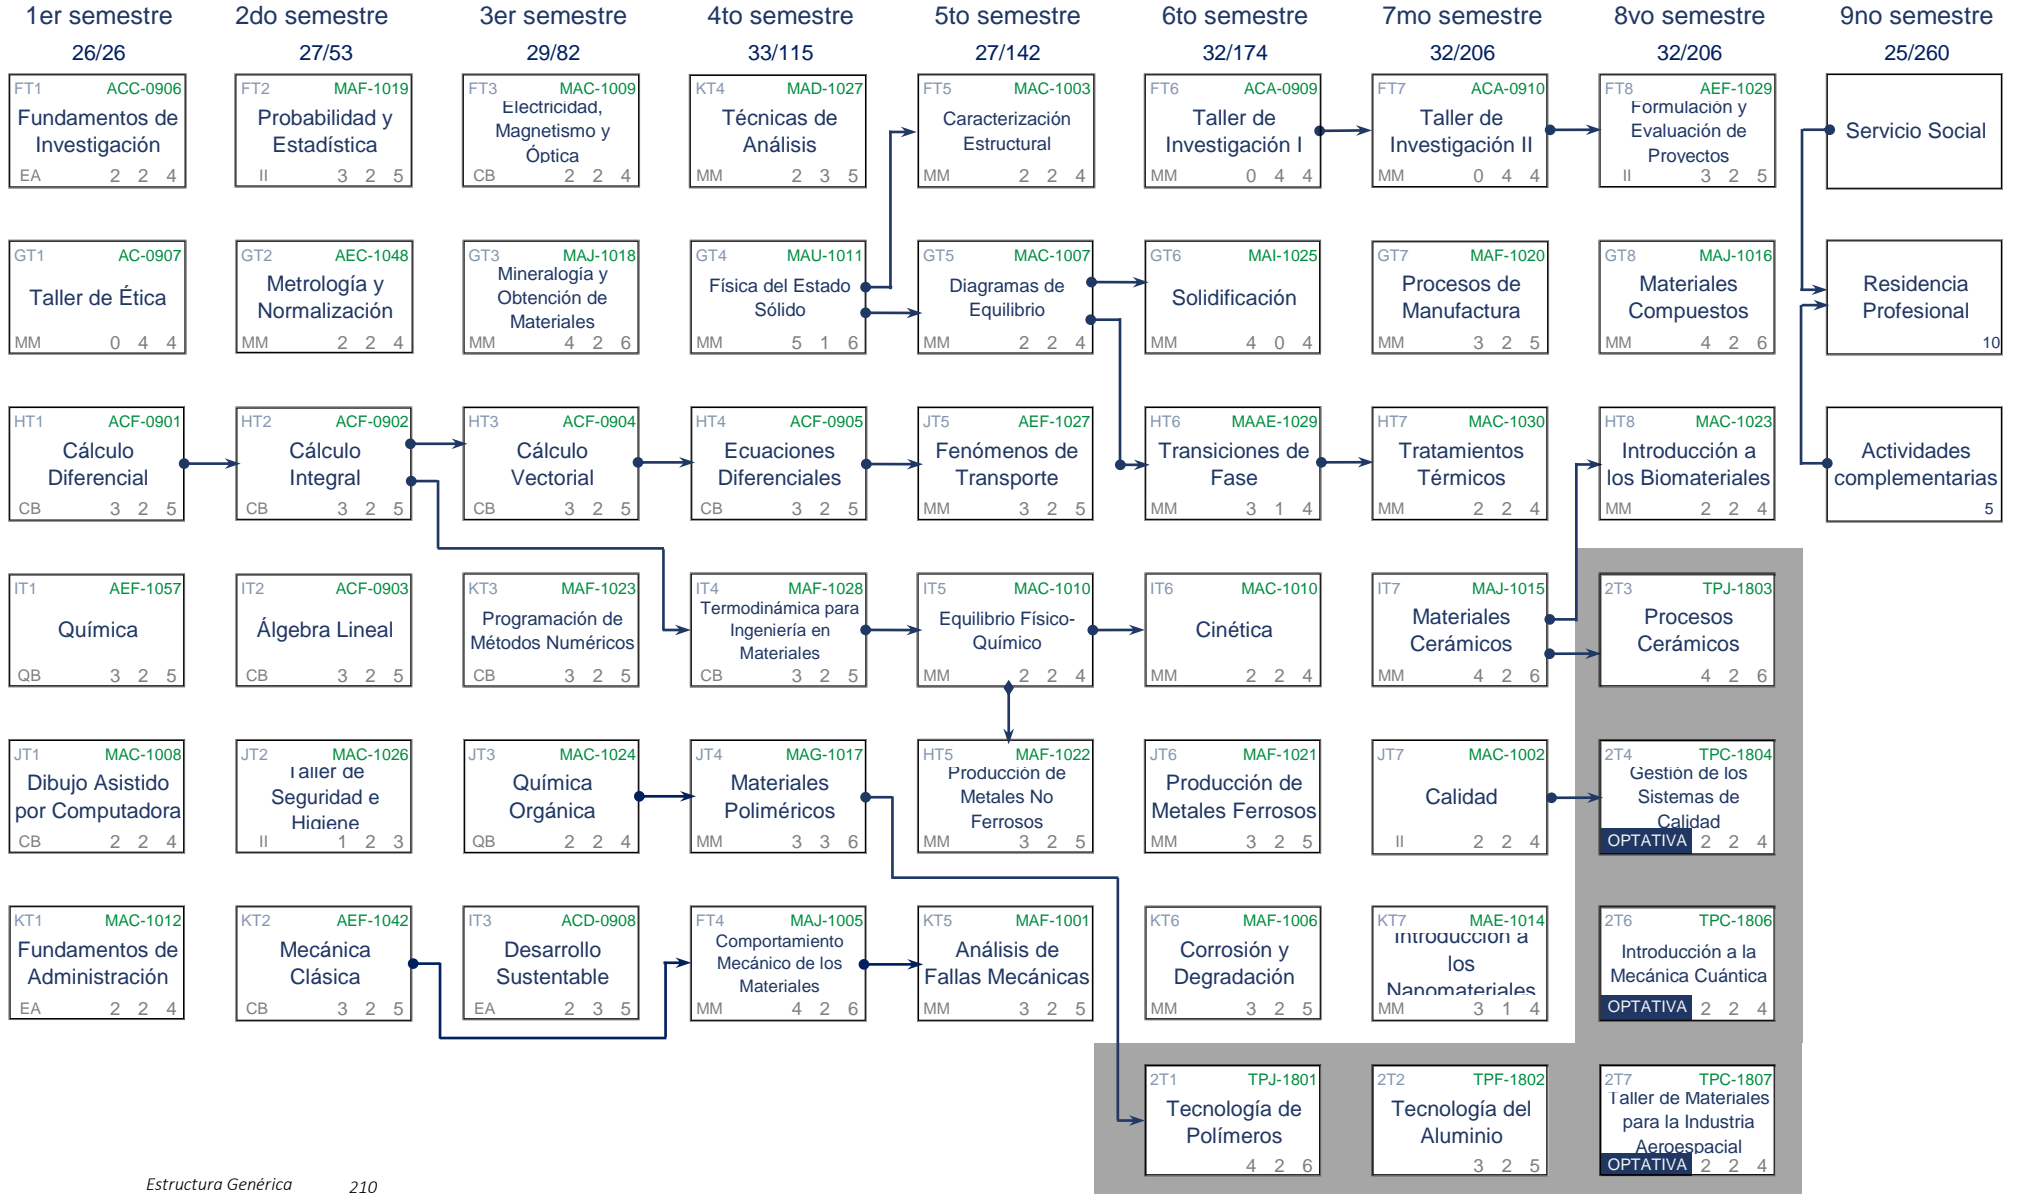 1er semestre
26/26
2do semestre
27/53
3er semestre
29/82
4to semestre
33/115
5to semestre
27/142
6to semestre
32/174
7mo semestre
32/206
8vo semestre
32/206
9no semestre
25/260
FT1 ACC-0906
Fundamentos de
Investigación
EA 2 2 4
FT2 MAF-1019
Probabilidad y
Estadística
II 3 2 5
FT3 MAC-1009
Electricidad,
Magnetismo y
Óptica
CB 2 2 4
KT4 MAD-1027
Técnicas de
Análisis
MM 2 3 5
FT5 MAC-1003
Caracterización
Estructural
MM 2 2 4
FT6 ACA-0909
Taller de
Investigación I
MM 0 4 4
FT7 ACA-0910
Taller de
Investigación II
MM 0 4 4
FT8 AEF-1029
Formulación y
Evaluación de
Proyectos
II 3 2 5
Servicio Social
GT1 AC-0907
Taller de Ética
MM 0 4 4
GT2 AEC-1048
Metrología y
Normalización
MM 2 2 4
GT3 MAJ-1018
Mineralogía y
Obtención de
Materiales
MM 4 2 6
GT4 MAU-1011
Física del Estado
Sólido
MM 5 1 6
GT5 MAC-1007
Diagramas de
Equilibrio
MM 2 2 4
GT6 MAI-1025
Solidificación
MM 4 0 4
GT7 MAF-1020
Procesos de
Manufactura
MM 3 2 5
GT8 MAJ-1016
Materiales
Compuestos
MM 4 2 6
Residencia
Profesional
10
HT1 ACF-0901
Cálculo
Diferencial
CB 3 2 5
HT2 ACF-0902
Cálculo
Integral
CB 3 2 5
HT3 ACF-0904
Cálculo
Vectorial
CB 3 2 5
HT4 ACF-0905
Ecuaciones
Diferenciales
CB 3 2 5
JT5 AEF-1027
Fenómenos de
Transporte
MM 3 2 5
HT6 MAAE-1029
Transiciones de
Fase
MM 3 1 4
HT7 MAC-1030
Tratamientos
Térmicos
MM 2 2 4
HT8 MAC-1023
Introducción a
los Biomateriales
MM 2 2 4
Actividades
complementarias
5
IT1 AEF-1057
Química
QB 3 2 5
IT2 ACF-0903
Álgebra Lineal
CB 3 2 5
KT3 MAF-1023
Programación de
Métodos Numéricos
CB 3 2 5
IT4 MAF-1028
Termodinámica para
Ingeniería en
Materiales
CB 3 2 5
IT5 MAC-1010
Equilibrio Físico-
Químico
MM 2 2 4
IT6 MAC-1010
Cinética
MM 2 2 4
IT7 MAJ-1015
Materiales
Cerámicos
MM 4 2 6
2T3 TPJ-1803
Procesos
Cerámicos
4 2 6
JT1 MAC-1008
Dibujo Asistido
por Computadora
CB 2 2 4
JT2 MAC-1026
Taller de
Seguridad e
Higiene
II 1 2 3
JT3 MAC-1024
Química
Orgánica
QB 2 2 4
JT4 MAG-1017
Materiales
Poliméricos
MM 3 3 6
HT5 MAF-1022
Producción de
Metales No
Ferrosos
MM 3 2 5
JT6 MAF-1021
Producción de
Metales Ferrosos
MM 3 2 5
JT7 MAC-1002
Calidad
II 2 2 4
2T4 TPC-1804
Gestión de los
Sistemas de
Calidad
OPTATIVA 2 2 4
KT1 MAC-1012
Fundamentos de
Administración
EA 2 2 4
KT2 AEF-1042
Mecánica
Clásica
CB 3 2 5
IT3 ACD-0908
Desarrollo
Sustentable
EA 2 3 5
FT4 MAJ-1005
Comportamiento
Mecánico de los
Materiales
MM 4 2 6
KT5 MAF-1001
Análisis de
Fallas Mecánicas
MM 3 2 5
KT6 MAF-1006
Corrosión y
Degradación
MM 3 2 5
KT7 MAE-1014
Introducción a
los
Nanomateriales
MM 3 1 4
2T6 TPC-1806
Introducción a la
Mecánica Cuántica
OPTATIVA 2 2 4
2T1 TPJ-1801
Tecnología de
Polímeros
4 2 6
2T2 TPF-1802
Tecnología del
Aluminio
3 2 5
2T7 TPC-1807
Taller de Materiales
para la Industria
Aeroespacial
OPTATIVA 2 2 4
Estructura Genérica 210